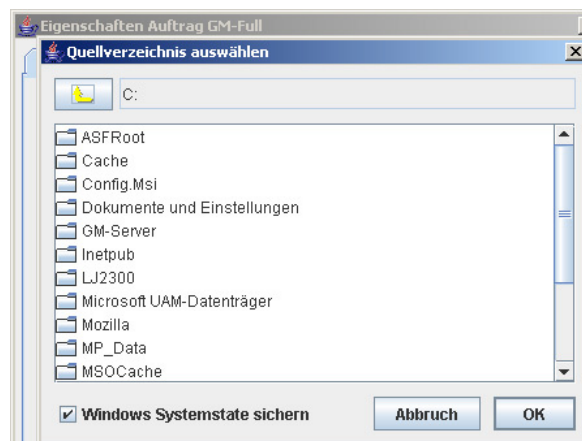 Eigenschaften Auftrag GM-Full
Quellverzeichnis auswählen
C:
ASFRoot
Cache
Config.Msi
Dokumente und Einstellungen
GM-Server
Inetpub
LJ2300
Microsoft UAM-Datenträger
Mozilla
MP_Data
MSOCache
Windows Systemstate sichern
Abbruch
OK